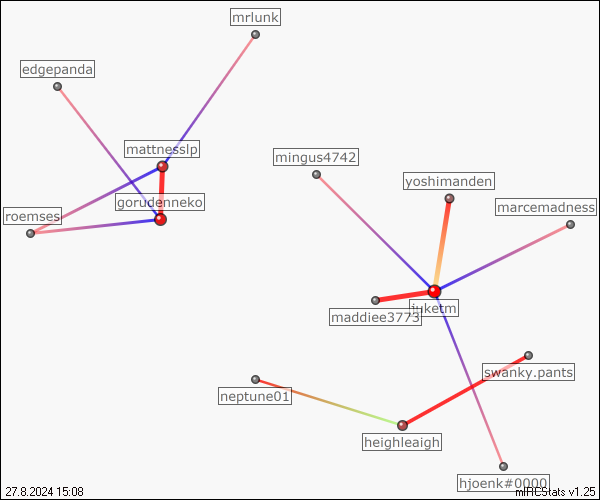 mrlunk
edgepanda
mattnesslp
mingus4742
yoshimanden
gorudenneko
marcemadness
roemses
juketm
maddiee3773
swanky.pants
neptune01
heighleaigh
hjoenk#0000
27.8.2024 15:08
mIRCStats v1.25